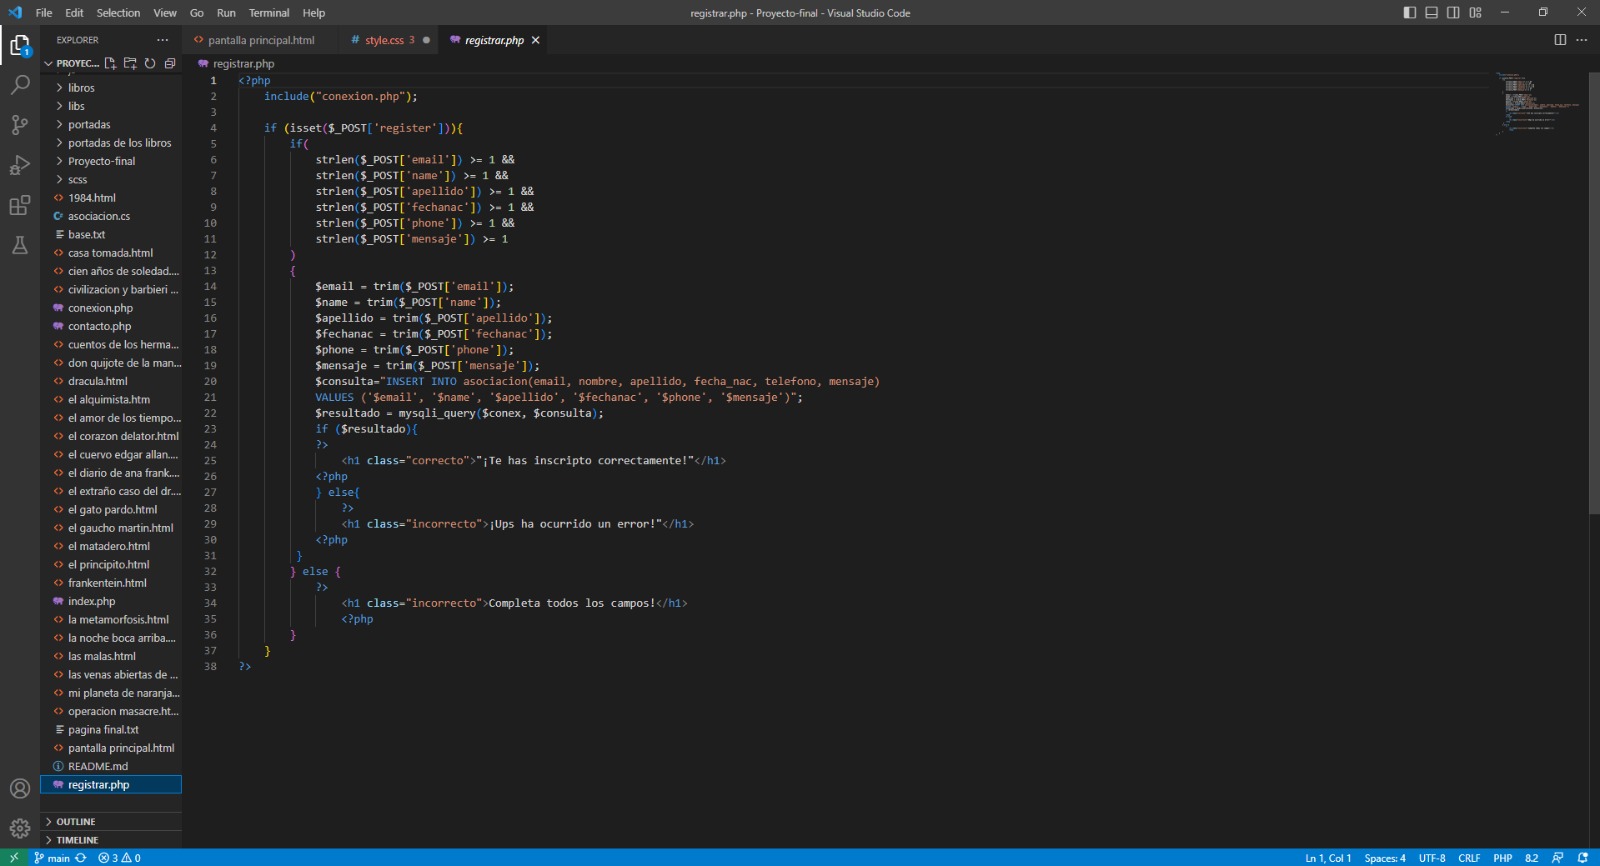 File Edit Selection View Go Run Terminal Help
registrar.php - Proyecto-final - Visual Studio Code
EXPLORER
pantalla principal.html
# style.css 3
registrar.php
PROYEC...
registrar.php
libros
libs
portadas
portadas de los libros
Proyecto-final
scss
1984.html
asociacion.cs
base.txt
casa tomada.html
cien años de soledad....
civilizacion y barbieri ...
conexion.php
contacto.php
cuentos de los herma...
don quijote de la man...
dracula.html
el alquimista.htm
el amor de los tiempo...
el corazon delator.html
el cuervo edgar allan....
el diario de ana frank....
el extraño caso del dr....
el gato pardo.html
el gaucho martin.html
el matadero.html
el principito.html
frankentein.html
index.php
la metamorfosis.html
la noche boca arriba....
las malas.html
las venas abiertas de ...
mi planeta de naranja...
operacion masacre.ht...
pagina final.txt
pantalla principal.html
README.md
registrar.php
OUTLINE
TIMELINE
1 <?php
2 include("conexion.php");
3
4 if (isset($_POST['register'])){
5 if(
6 strlen($_POST['email']) >= 1 &&
7 strlen($_POST['name']) >= 1 &&
8 strlen($_POST['apellido']) >= 1 &&
9 strlen($_POST['fechanac']) >= 1 &&
10 strlen($_POST['phone']) >= 1 &&
11 strlen($_POST['mensaje']) >= 1
12 )
13 {
14 $email = trim($_POST['email']);
15 $name = trim($_POST['name']);
16 $apellido = trim($_POST['apellido']);
17 $fechanac = trim($_POST['fechanac']);
18 $phone = trim($_POST['phone']);
19 $mensaje = trim($_POST['mensaje']);
20 $consulta="INSERT INTO asociacion(email, nombre, apellido, fecha_nac, telefono, mensaje)
21 VALUES ('$email', '$name', '$apellido', '$fechanac', '$phone', '$mensaje')";
22 $resultado = mysqli_query($conex, $consulta);
23 if ($resultado){
24 ?>
25 <h1 class="correcto">"¡Te has inscripto correctamente!"</h1>
26 <?php
27 } else{
28 ?>
29 <h1 class="incorrecto">¡Ups ha ocurrido un error!"</h1>
30 <?php
31 }
32 } else {
33 ?>
34 <h1 class="incorrecto">Completa todos los campos!</h1>
35 <?php
36 }
37 }
38 ?>
1
main
3 0
Ln 1, Col 1 Spaces: 4 UTF-8 CRLF PHP 8.2